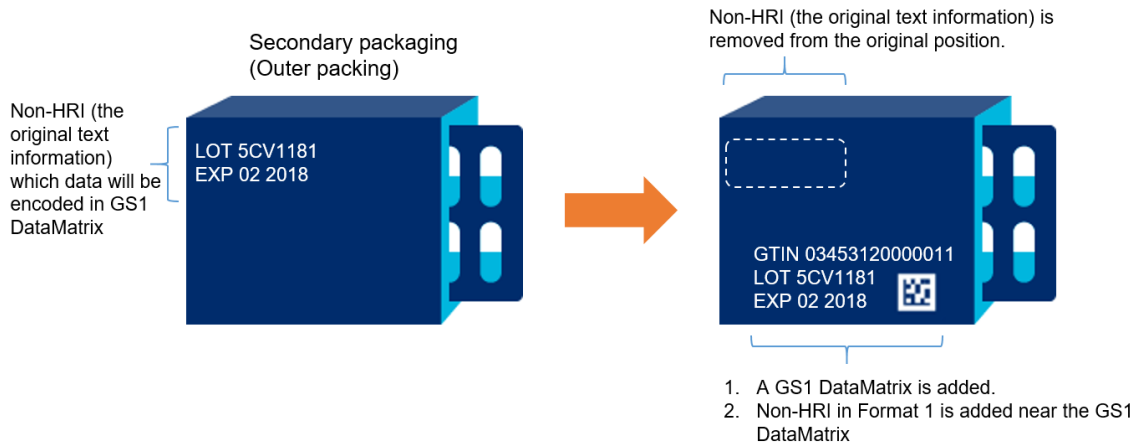 Secondary packaging
(Outer packing)
Non-HRI (the
original text
information)
which data will be
encoded in GS1
DataMatrix
LOT 5CV1181
EXP 02 2018
Non-HRI (the original text information) is
removed from the original position.
GTIN 03453120000011
LOT 5CV1181
EXP 02 2018
1. A GS1 DataMatrix is added.
2. Non-HRI in Format 1 is added near the GS1
DataMatrix